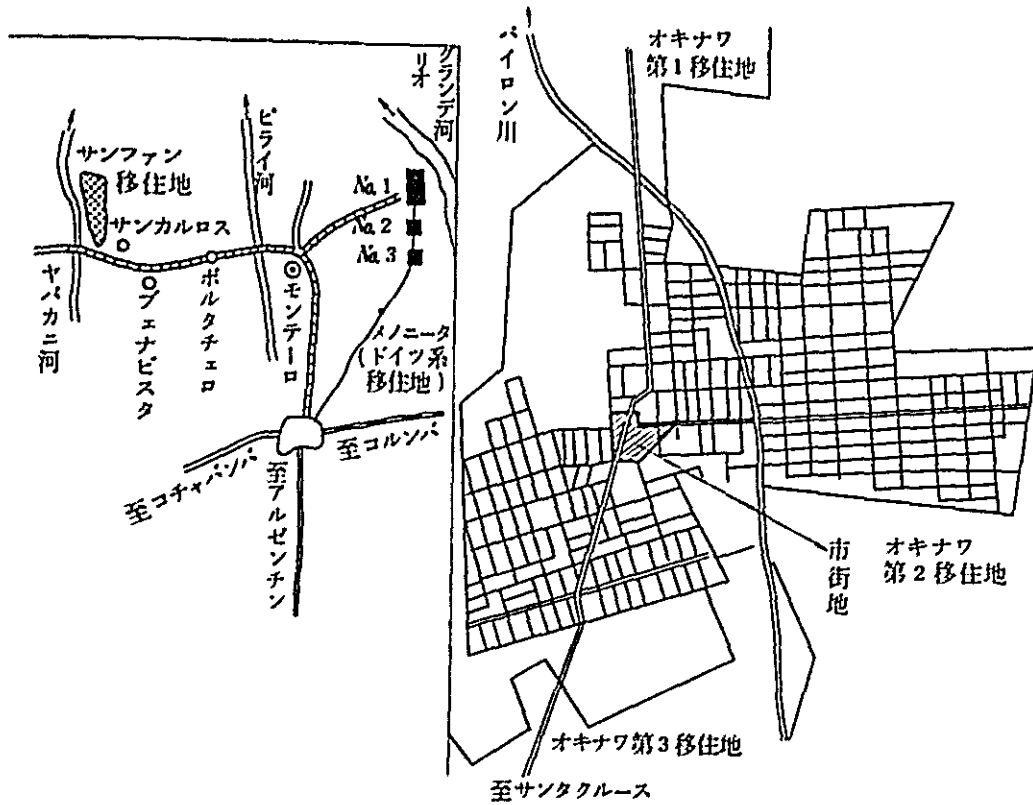 リオ
グランデ河
ピライ河
サンファン
移住地
サンカルロス
ヤパカニ河
ブェナビスタ
ポルタチェロ
モンテーロ
No.1
No.2
No.3
メノニータ
(ドイツ系
移住地)
至コチャバンバ
至コルンバ
至アルゼンチン
パイロン川
オキナワ
第1移住地
市街地
オキナワ
第2移住地
オキナワ第3移住地
至サンタクルース